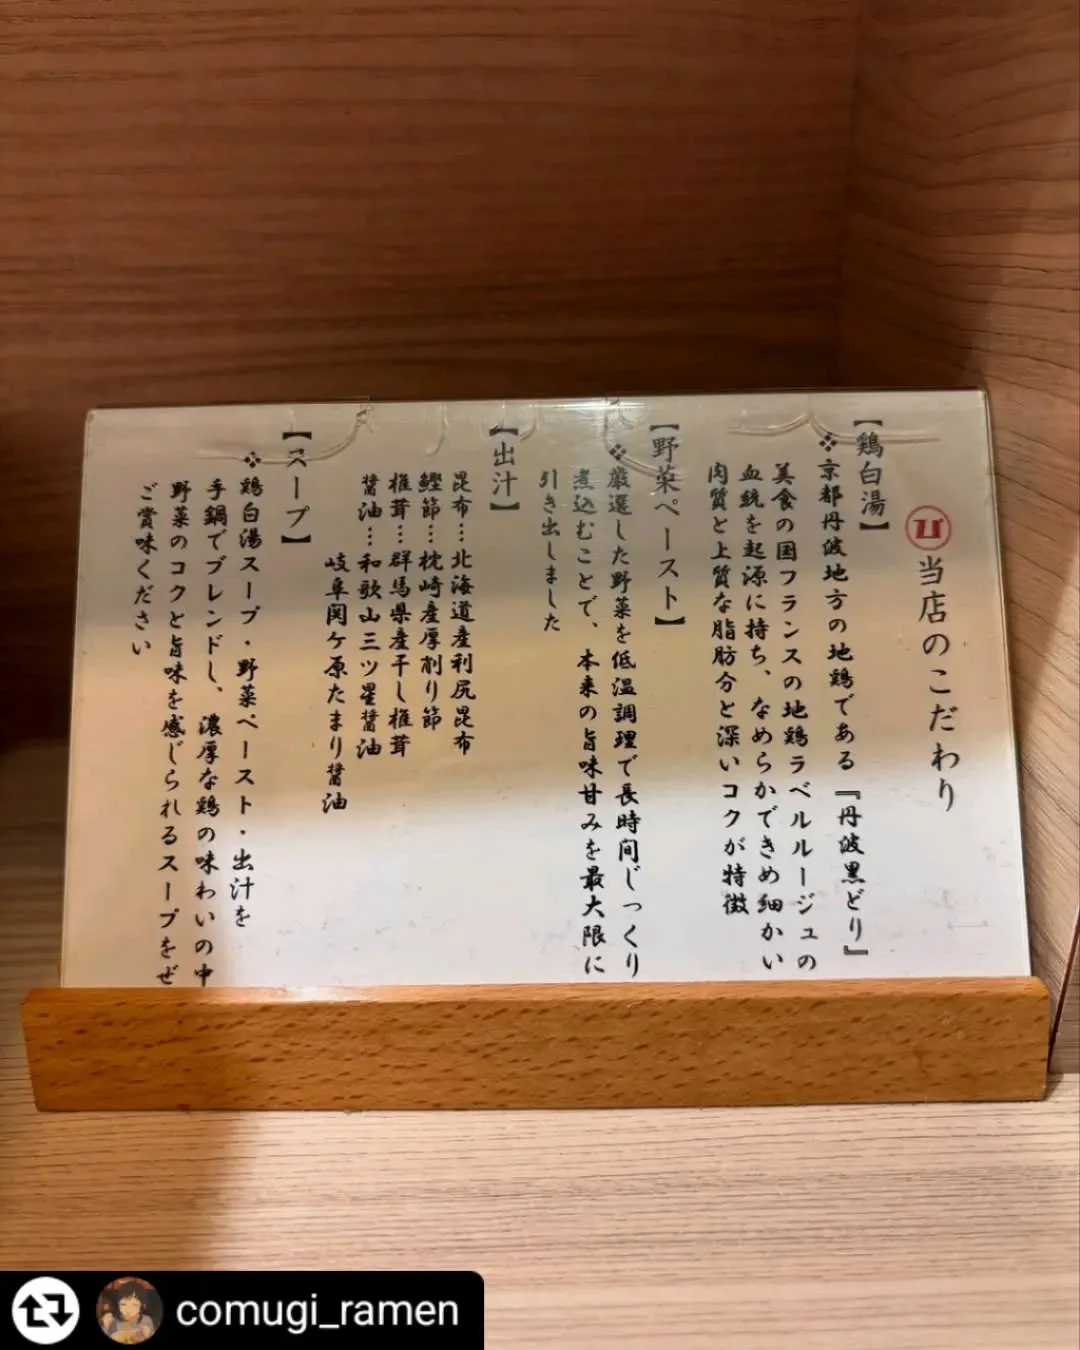 当店のこだわり
【鶏白湯】
❖京都丹波地方の地鶏である『丹波黒どり』
美食の国フランスの地鶏ラベルルージュの
血統を起源に持ち、なめらかできめ細かい
肉質と上質な脂肪分と深いコクが特徴
【野菜ペースト】
❖厳選した野菜を低温調理で長時間じっくり
煮込むことで、本来の旨味甘みを最大限に
引き出しました
【出汁】
昆布…北海道産利尻昆布
鰹節…枕崎産厚削り節
椎茸…群馬県産干し椎茸
醤油…和歌山三ツ星醤油
岐阜関ケ原たまり醤油
【スープ】
❖鶏白湯スープ・野菜ペースト・出汁を
手鍋でブレンドし、濃厚な鶏の味わいの中
野菜のコクと旨味を感じられるスープをぜ
ご賞味ください
comugi_ramen